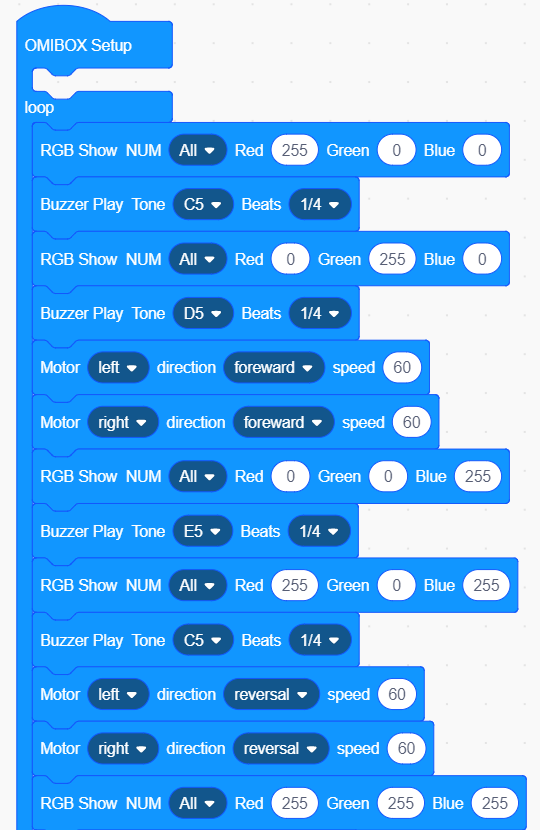 OMIBOX Setup
loop
RGB Show NUM All Red 255 Green 0 Blue 0
Buzzer Play Tone C5 Beats 1/4
RGB Show NUM All Red 0 Green 255 Blue 0
Buzzer Play Tone D5 Beats 1/4
Motor left direction foreward speed 60
Motor right direction foreward speed 60
RGB Show NUM All Red 0 Green 0 Blue 255
Buzzer Play Tone E5 Beats 1/4
RGB Show NUM All Red 255 Green 0 Blue 255
Buzzer Play Tone C5 Beats 1/4
Motor left direction reversal speed 60
Motor right direction reversal speed 60
RGB Show NUM All Red 255 Green 255 Blue 255